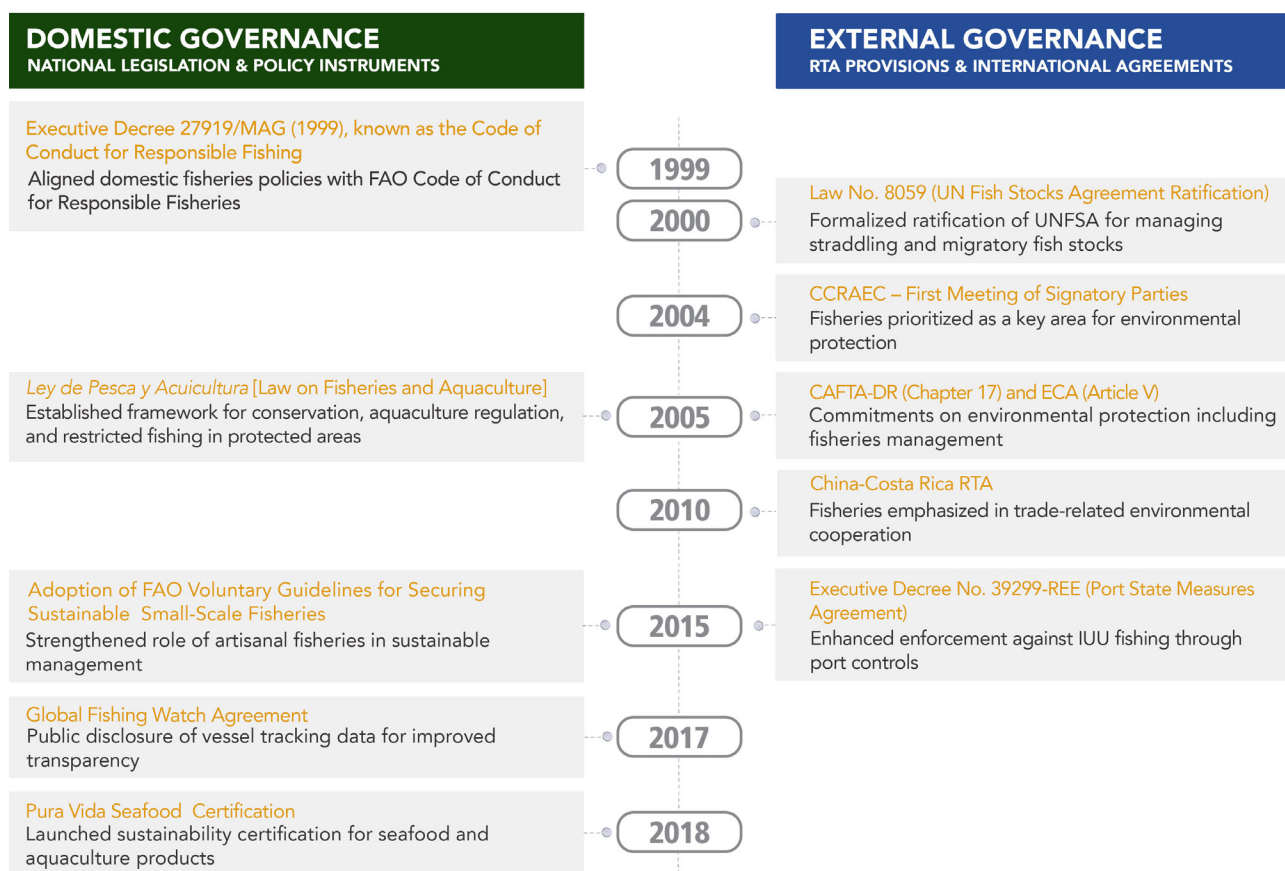 DOMESTIC GOVERNANCE
NATIONAL LEGISLATION & POLICY INSTRUMENTS
EXTERNAL GOVERNANCE
RTA PROVISIONS & INTERNATIONAL AGREEMENTS
Executive Decree 27919/MAG (1999), known as the Code of
Conduct for Responsible Fishing
Aligned domestic fisheries policies with FAO Code of Conduct
for Responsible Fisheries
1999
2000
Law No. 8059 (UN Fish Stocks Agreement Ratification)
Formalized ratification of UNFSA for managing
straddling and migratory fish stocks
2004
CCRAEC – First Meeting of Signatory Parties
Fisheries prioritized as a key area for environmental
protection
Ley de Pesca y Acuicultura [Law on Fisheries and Aquaculture]
Established framework for conservation, aquaculture regulation,
and restricted fishing in protected areas
2005
CAFTA-DR (Chapter 17) and ECA (Article V)
Commitments on environmental protection including
fisheries management
2010
China-Costa Rica RTA
Fisheries emphasized in trade-related environmental
cooperation
Adoption of FAO Voluntary Guidelines for Securing
Sustainable Small-Scale Fisheries
Strengthened role of artisanal fisheries in sustainable
management
2015
Executive Decree No. 39299-REE (Port State Measures
Agreement)
Enhanced enforcement against IUU fishing through
port controls
Global Fishing Watch Agreement
Public disclosure of vessel tracking data for improved
transparency
2017
Pura Vida Seafood Certification
Launched sustainability certification for seafood and
aquaculture products
2018